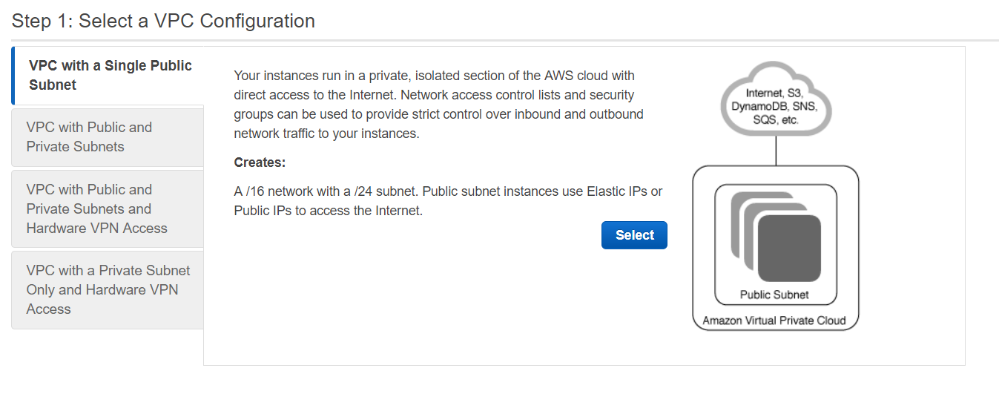 Step 1: Select a VPC Configuration
VPC with a Single Public
Subnet
VPC with Public and
Private Subnets
VPC with Public and
Private Subnets and
Hardware VPN Access
VPC with a Private Subnet
Only and Hardware VPN
Access
Your instances run in a private, isolated section of the AWS cloud with
direct access to the Internet. Network access control lists and security
groups can be used to provide strict control over inbound and outbound
network traffic to your instances.
Creates:
A /16 network with a /24 subnet. Public subnet instances use Elastic IPs or
Public IPs to access the Internet.
Select
Internet, S3,
DynamoDB, SNS,
SQS, etc.
Public Subnet
Amazon Virtual Private Cloud